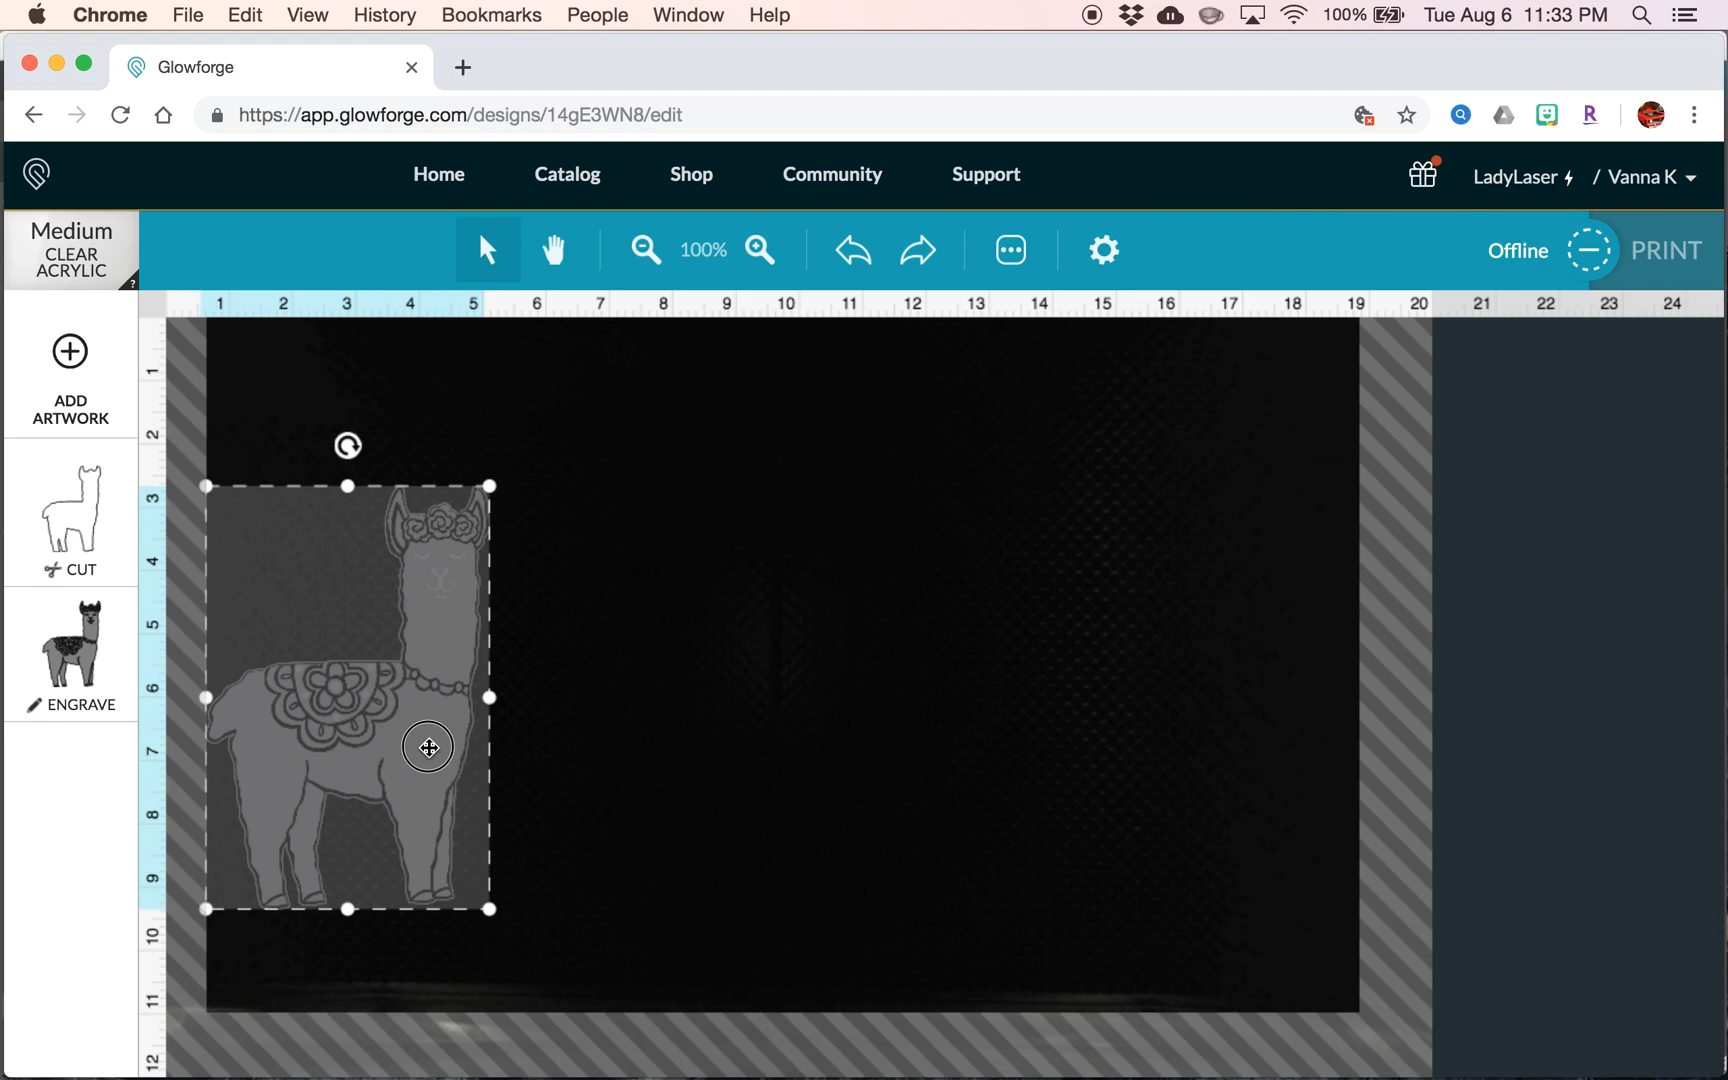 Chrome File Edit View History Bookmarks People Window Help 100% Tue Aug 6 11:33 PM
Glowforge
https://app.glowforge.com/designs/14gE3WN8/edit R
Home Catalog Shop Community Support LadyLaser / Vanna K
Medium
CLEAR
ACRYLIC
?
100%
Offline PRINT
1 2 3 4 5 6 7 8 9 10 11 12 13 14 15 16 17 18 19 20 21 22 23 24
ADD
ARTWORK
CUT
ENGRAVE
1
2
3
4
5
6
7
8
9
10
11
12